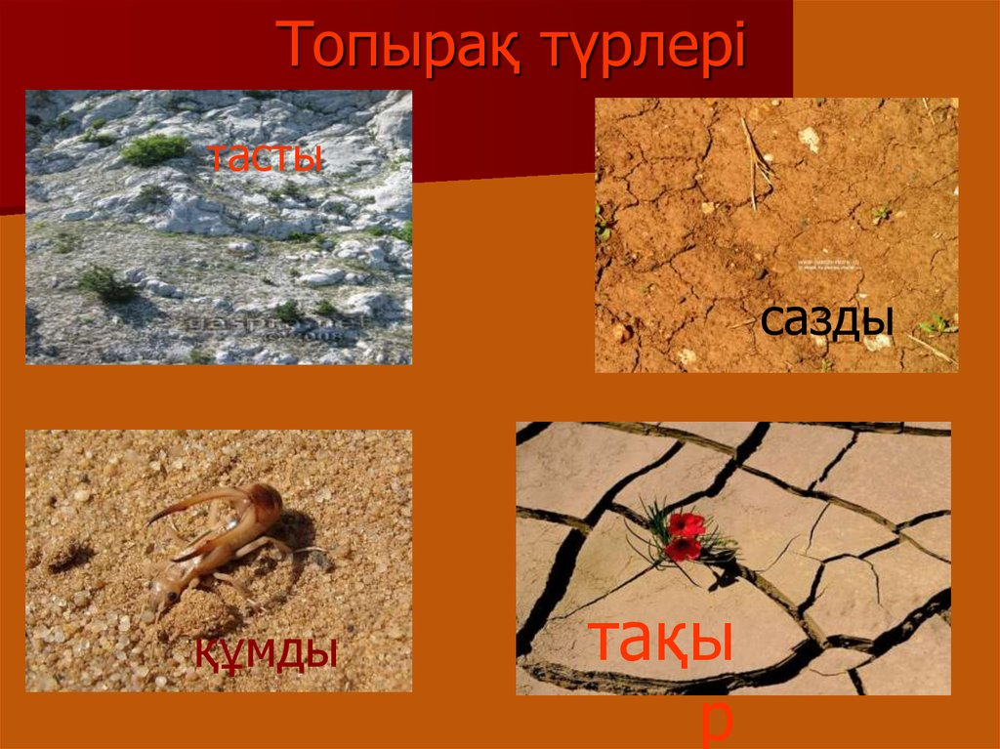 Топырақ түрлері
тасты
сазды
құмды
тақы
р